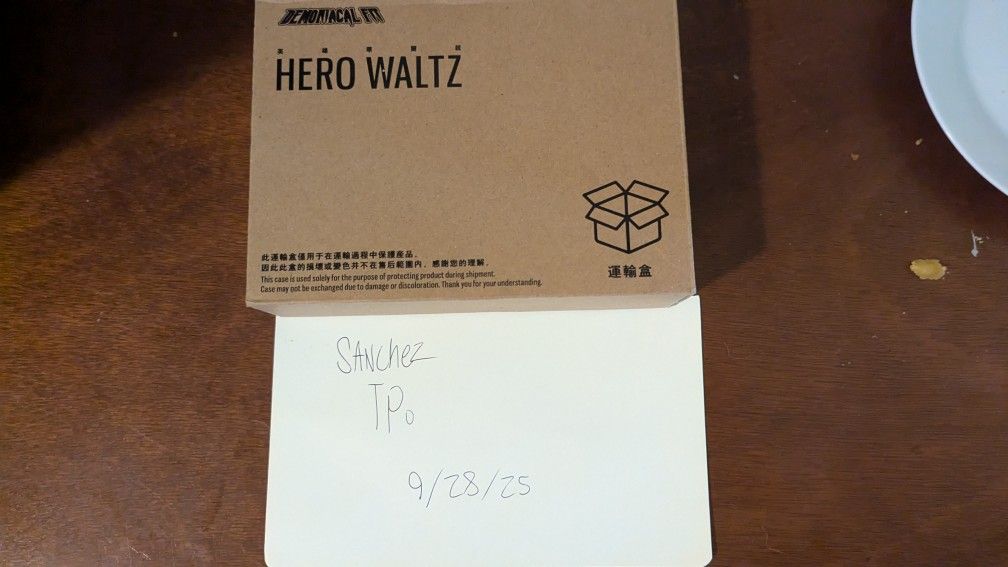 DEMONIACAL FIT
英雄華爾茲
HERO WALTZ
運輸盒
此運輸盒僅用于在運輸過程中保護產品。
因此此盒的損壞或變色并不在售后範圍內。感謝您的理解。
This case is used solely for the purpose of protecting product during shipment.
Case may not be exchanged due to damage or discoloration. Thank you for your understanding.
SANChEZ
TPo
9/28/25